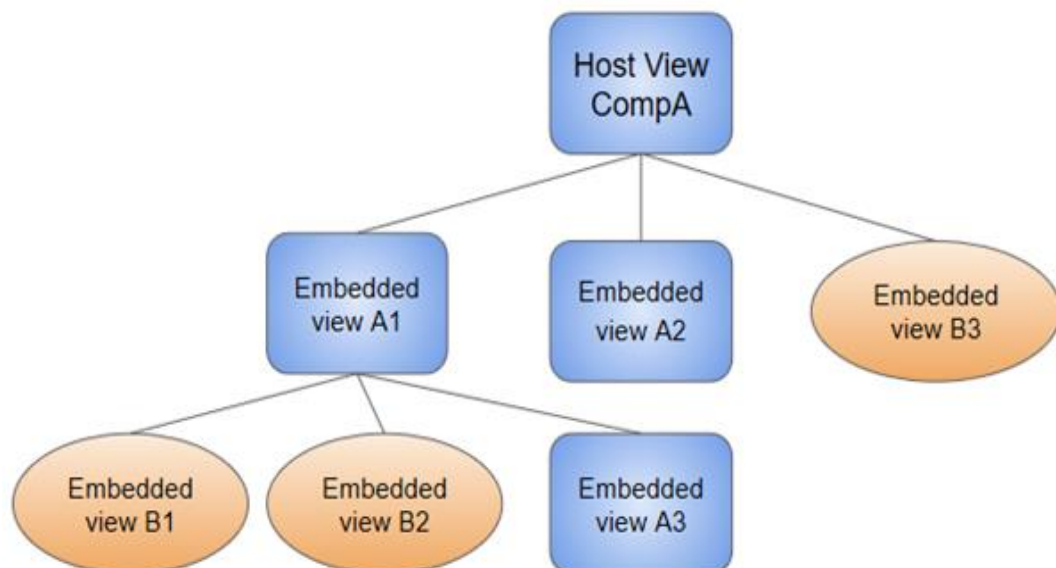 Host View
CompA
Embedded
view A1
Embedded
view A2
Embedded
view B3
Embedded
view B1
Embedded
view B2
Embedded
view A3